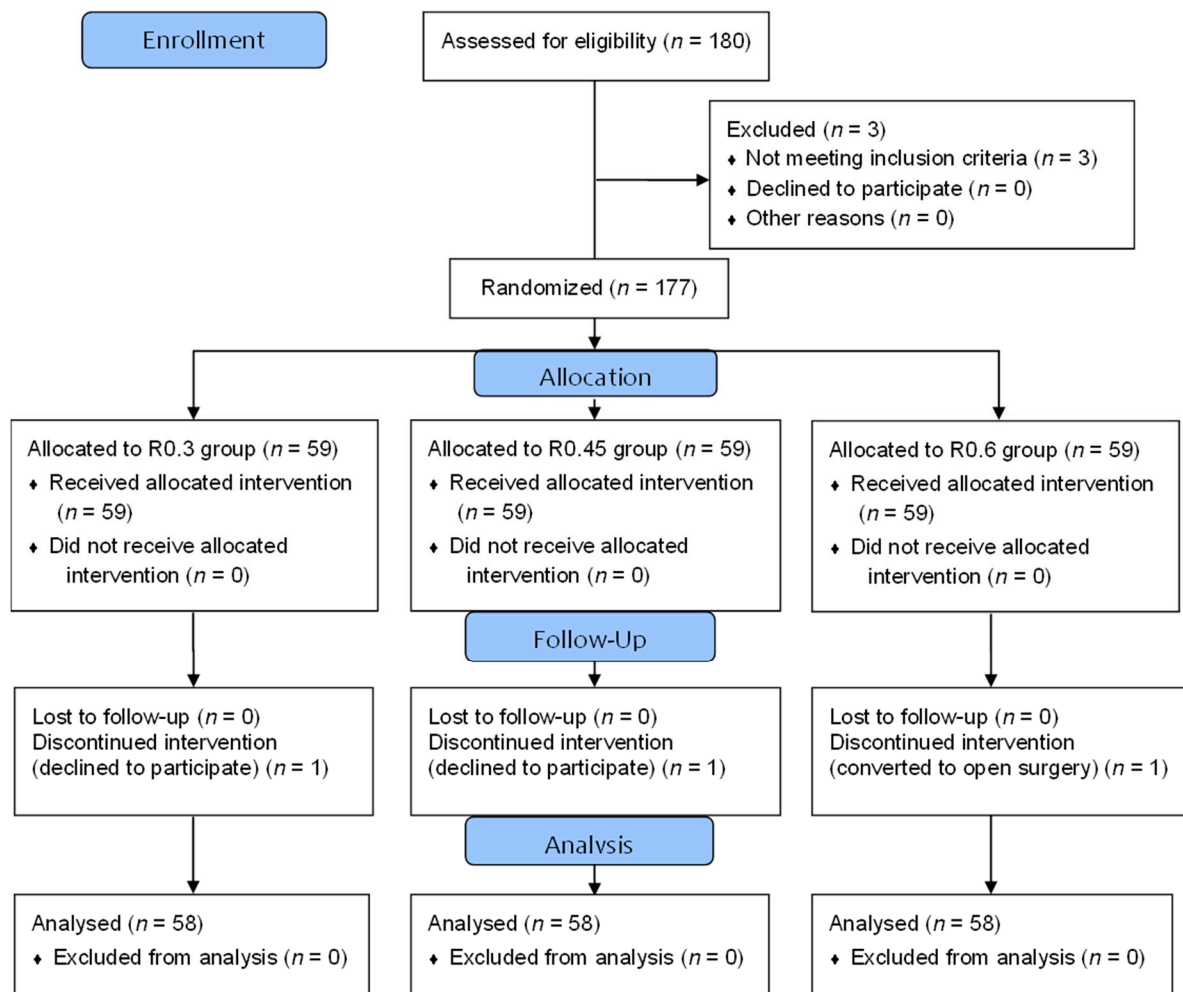 Enrollment
Assessed for eligibility (n = 180)
Excluded (n = 3)
♦ Not meeting inclusion criteria (n = 3)
♦ Declined to participate (n = 0)
♦ Other reasons (n = 0)
Randomized (n = 177)
Allocation
Allocated to R0.3 group (n = 59)
♦ Received allocated intervention
(n = 59)
♦ Did not receive allocated
intervention (n = 0)
Allocated to R0.45 group (n = 59)
♦ Received allocated intervention
(n = 59)
♦ Did not receive allocated
intervention (n = 0)
Allocated to R0.6 group (n = 59)
♦ Received allocated intervention
(n = 59)
♦ Did not receive allocated
intervention (n = 0)
Follow-Up
Lost to follow-up (n = 0)
Discontinued intervention
(declined to participate) (n = 1)
Lost to follow-up (n = 0)
Discontinued intervention
(declined to participate) (n = 1)
Lost to follow-up (n = 0)
Discontinued intervention
(converted to open surgery) (n = 1)
Analysis
Analysed (n = 58)
♦ Excluded from analysis (n = 0)
Analysed (n = 58)
♦ Excluded from analysis (n = 0)
Analysed (n = 58)
♦ Excluded from analysis (n = 0)